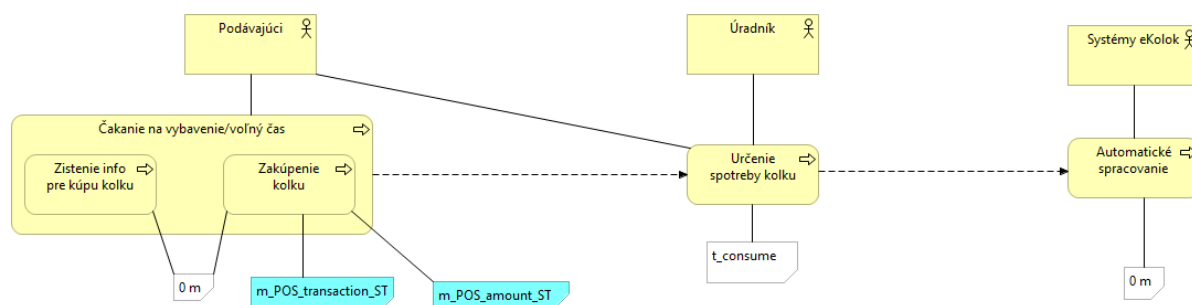 Podávajúci
Úradník
Systémy eKolok
Čakanie na vybavenie/voľný čas
Zistenie info
pre kúpu kolku
Zakúpenie
kolku
Určenie
spotreby kolku
Automatické
spracovanie
t_consume
0 m
m_POS_transaction_ST
m_POS_amount_ST
0 m